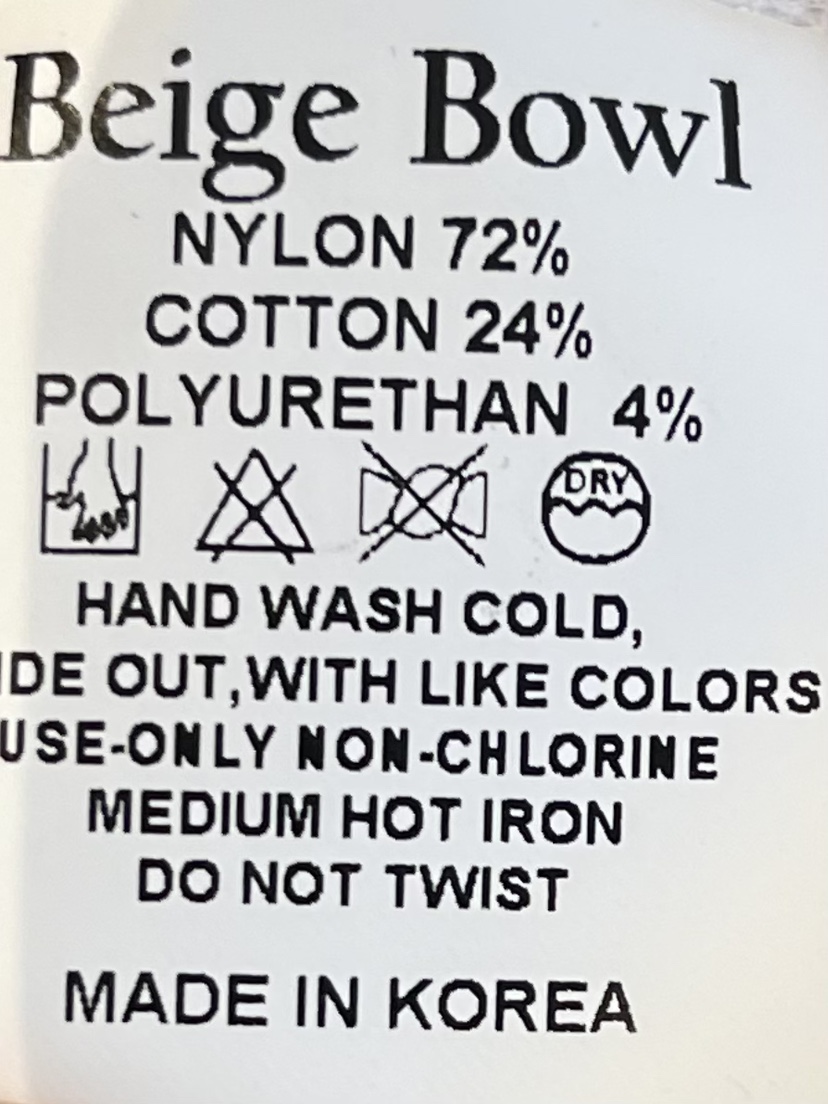 Beige Bowl
NYLON 72%
COTTON 24%
POLYURETHAN 4%
DRY
HAND WASH COLD,
IDE OUT,WITH LIKE COLORS
USE-ONLY NON-CHLORINE
MEDIUM HOT IRON
DO NOT TWIST
MADE IN KOREA